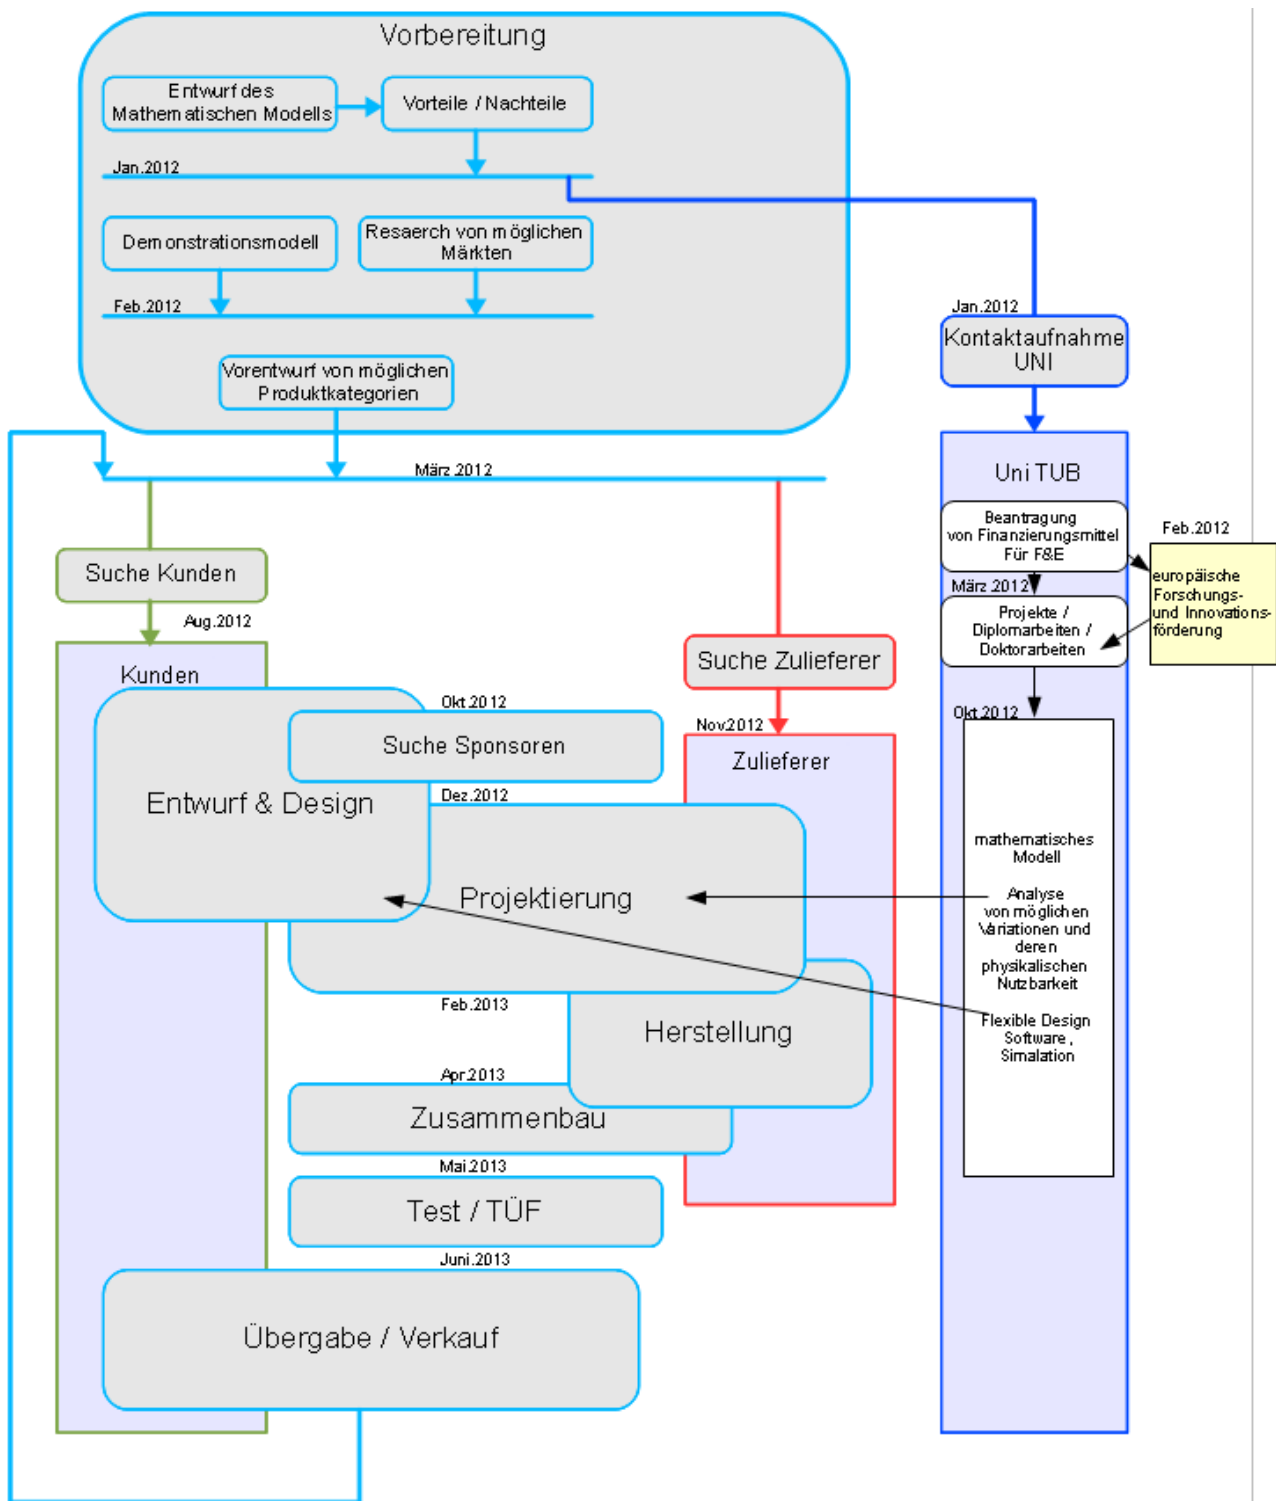 Vorbereitung
Entwurf des
Mathematischen Modells
Vorteile / Nachteile
Jan.2012
Demonstrationsmodell
Resaerch von möglichen
Märkten
Feb.2012
Vorentwurf von möglichen
Produktkategorien
März.2012
Jan.2012
Kontaktaufnahme
UNI
Uni TUB
Beantragung
von Finanzierungsmittel
Für F&E
Feb.2012
europäische
Forschungs-
und Innovations-
förderung
März.2012
Projekte /
Diplomarbeiten /
Doktorarbeiten
Okt.2012
mathematisches
Modell
Analyse
von möglichen
Variationen und
deren
physikalischen
Nutzbarkeit
Flexible Design
Software,
Simalation
Suche Kunden
Aug.2012
Kunden
Suche Zulieferer
Nov.2012
Zulieferer
Okt.2012
Suche Sponsoren
Entwurf & Design
Dez.2012
Projektierung
Feb.2013
Herstellung
Apr.2013
Zusammenbau
Mai.2013
Test / TÜF
Juni.2013
Übergabe / Verkauf